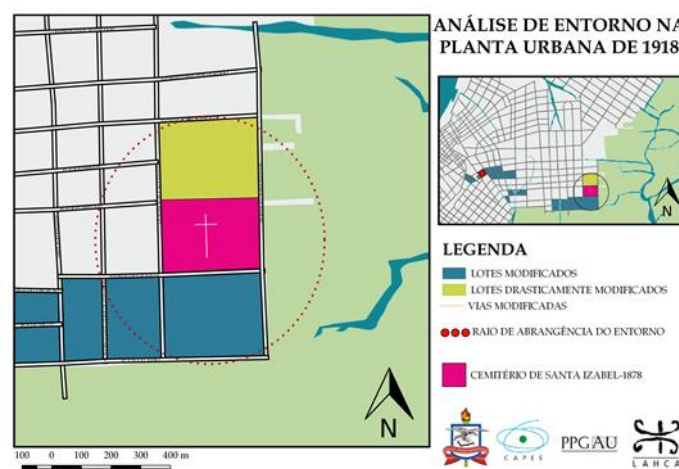 ANÁLISE DE ENTORNO NA
PLANTA URBANA DE 1918
N
LEGENDA
LOTES MODIFICADOS
LOTES DRASTICAMENTE MODIFICADOS
VIAS MODIFICADAS
RAIO DE ABRANGÊNCIA DO ENTORNO
CEMITÉRIO DE SANTA IZABEL-1878
N
100 0 100 200 300 400 m
CAPES
PPGAU
LAHCA